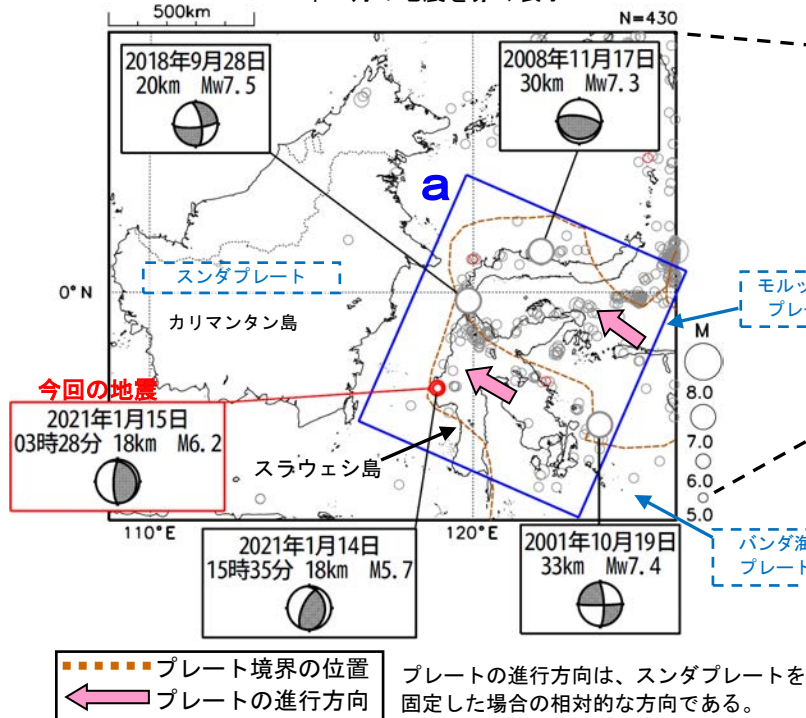 500km
N=430
2018年9月28日
20km Mw7.5
2008年11月17日
30km Mw7.3
a
スンダプレート
0°N
カリマンタン島
モルッ
プレー
M
8.0
7.0
6.0
5.0
今回の地震
2021年1月15日
03時28分 18km M6.2
スラウェシ島
110°E
120°E
2021年1月14日
15時35分 18km M5.7
2001年10月19日
33km Mw7.4
バンダ海
プレート
プレート境界の位置
プレートの進行方向
プレートの進行方向は、スンダプレートを
固定した場合の相対的な方向である。